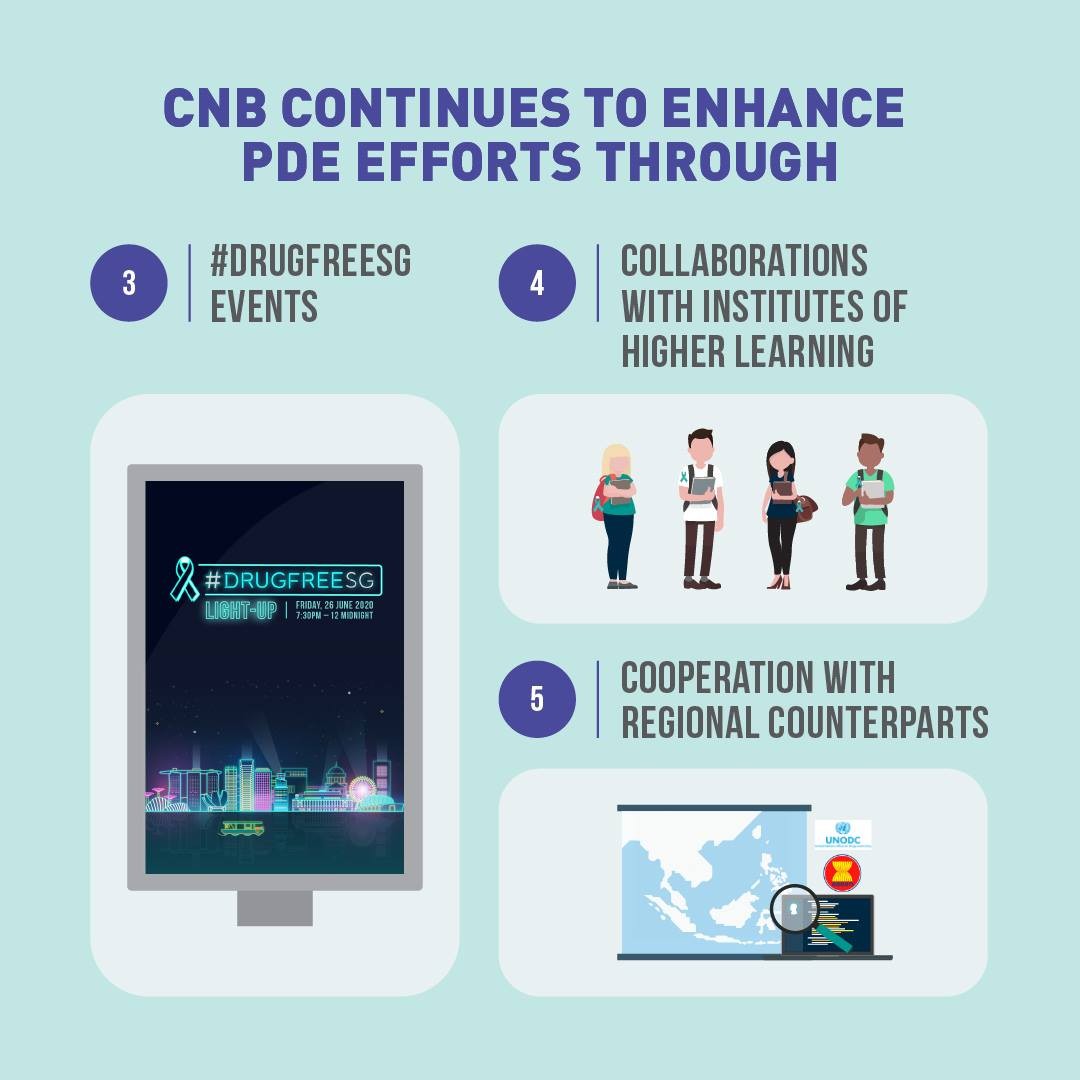 CNB CONTINUES TO ENHANCE
PDE EFFORTS THROUGH
3
#DRUGFREESG
EVENTS
#DRUGFREESG
LIGHT-UP
FRIDAY, 26 JUNE 2020
7:30PM – 12 MIDNIGHT
4
COLLABORATIONS
WITH INSTITUTES OF
HIGHER LEARNING
5
COOPERATION WITH
REGIONAL COUNTERPARTS
UNODC